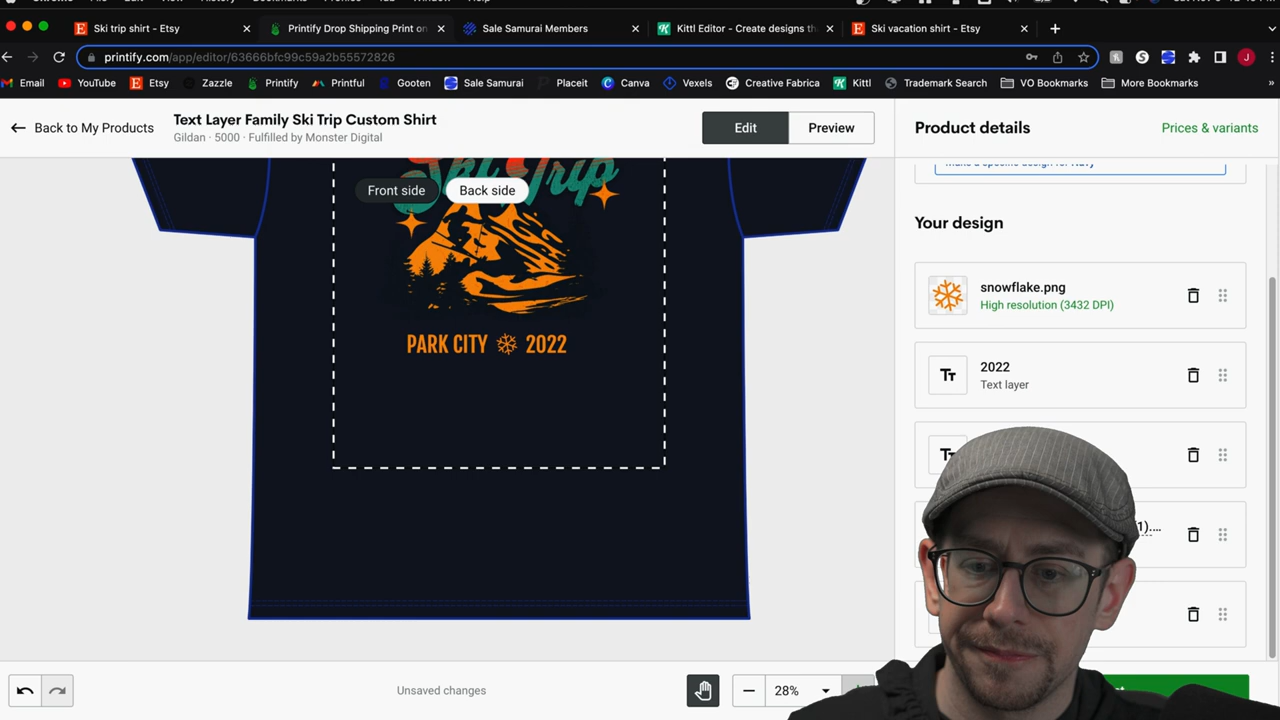 Ski trip shirt - Etsy
Printify Drop Shipping Print on
Sale Samurai Members
Kittl Editor - Create designs th
Ski vacation shirt - Etsy
printify.com/app/editor/63666bfc99c59a2b55572826
Email YouTube Etsy Zazzle Printify Printful Gooten Sale Samurai Placeit Canva Vexels Creative Fabrica Kittl Trademark Search VO Bookmarks More Bookmarks
Back to My Products
Text Layer Family Ski Trip Custom Shirt
Gildan · 5000 · Fulfilled by Monster Digital
Edit
Preview
Product details
Prices & variants
Front side
Back side
Ski Trip
PARK CITY 2022
Your design
snowflake.png
High resolution (3432 DPI)
2022
Text layer
1)....
Unsaved changes
28%